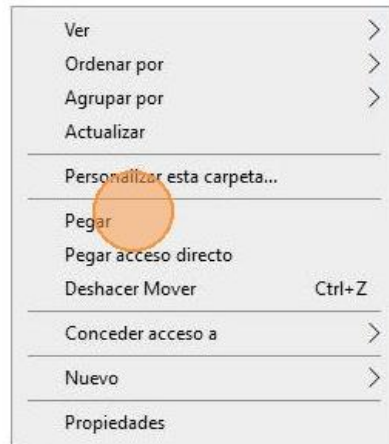 Ver
Ordenar por
Agrupar por
Actualizar
Personalizar esta carpeta...
Pegar
Pegar acceso directo
Deshacer Mover Ctrl+Z
Conceder acceso a
Nuevo
Propiedades